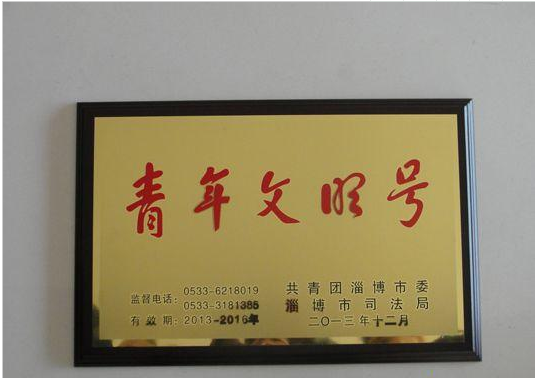 青年文明号
监督电话: 0533-6218019
0533-3181385
有效期: 2013-2016年
共青团淄博市委
淄博市司法局
二〇一三年十二月